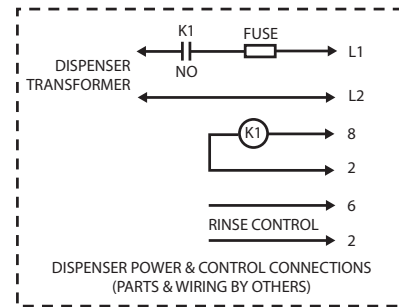 K1 FUSE
L1
NO
DISPENSER
TRANSFORMER
L2
K1 8
2
6
RINSE CONTROL
2
DISPENSER POWER & CONTROL CONNECTIONS
(PARTS & WIRING BY OTHERS)